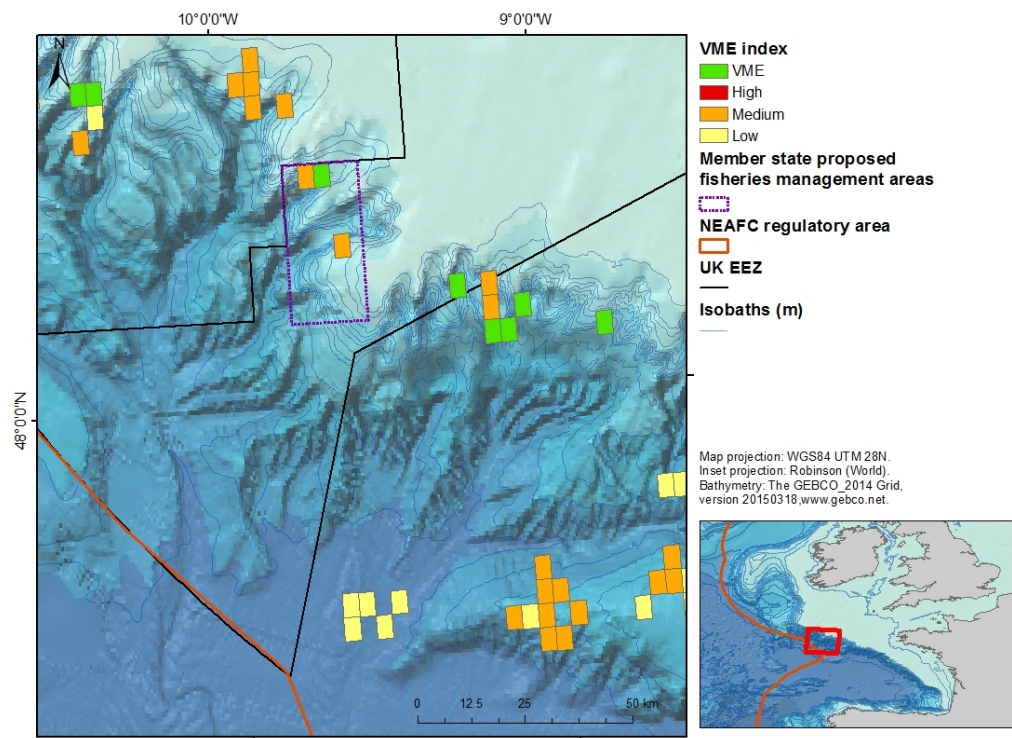 10°0'0"W
9°0'0"W
N
48°0'0"N
0
12.5
25
50 km
VME index
VME
High
Medium
Low
Member state proposed
fisheries management areas
NEAFC regulatory area
UK EEZ
Isobaths (m)
Map projection: WGS84 UTM 28N.
Inset projection: Robinson (World).
Bathymetry: The GEBCO_2014 Grid,
version 20150318,www.gebco.net.